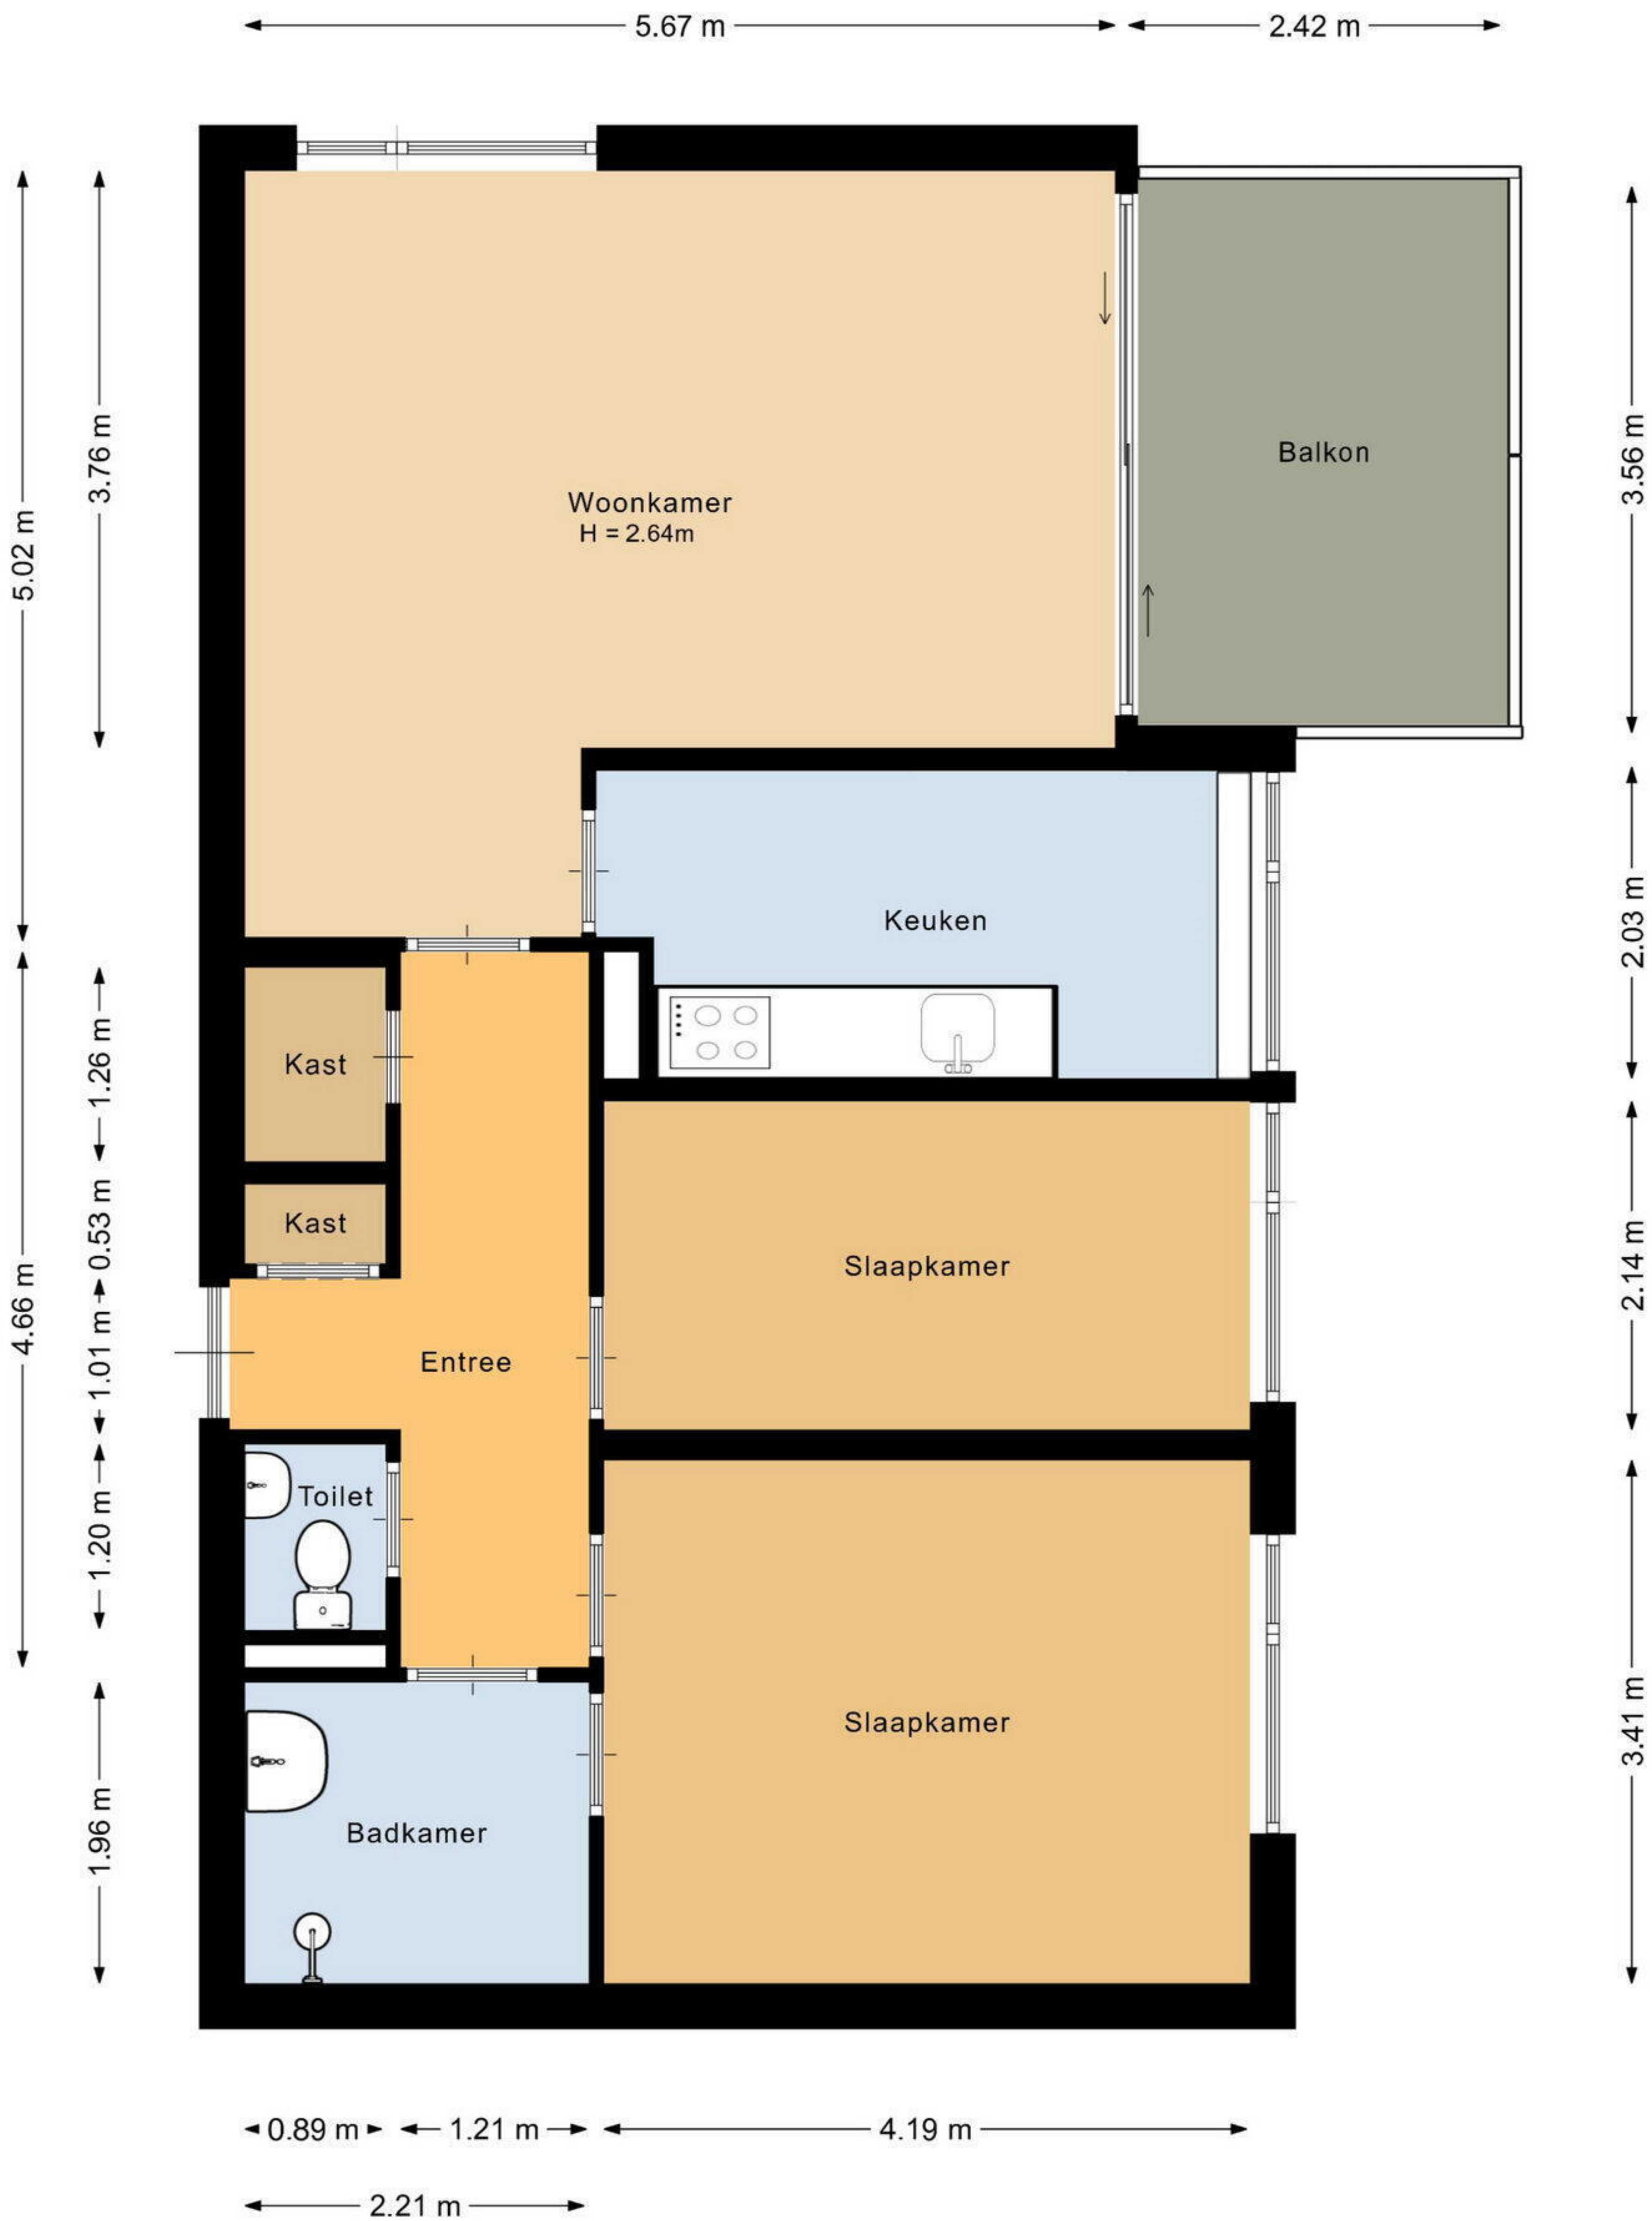 5.67 m
2.42 m
5.02 m
3.76 m
Woonkamer
H = 2.64m
Balkon
3.56 m
Keuken
2.03 m
1.26 m
Kast
0.53 m
Kast
4.66 m
1.01 m
Entree
Slaapkamer
2.14 m
1.20 m
Toilet
Slaapkamer
3.41 m
1.96 m
Badkamer
0.89 m
1.21 m
4.19 m
2.21 m